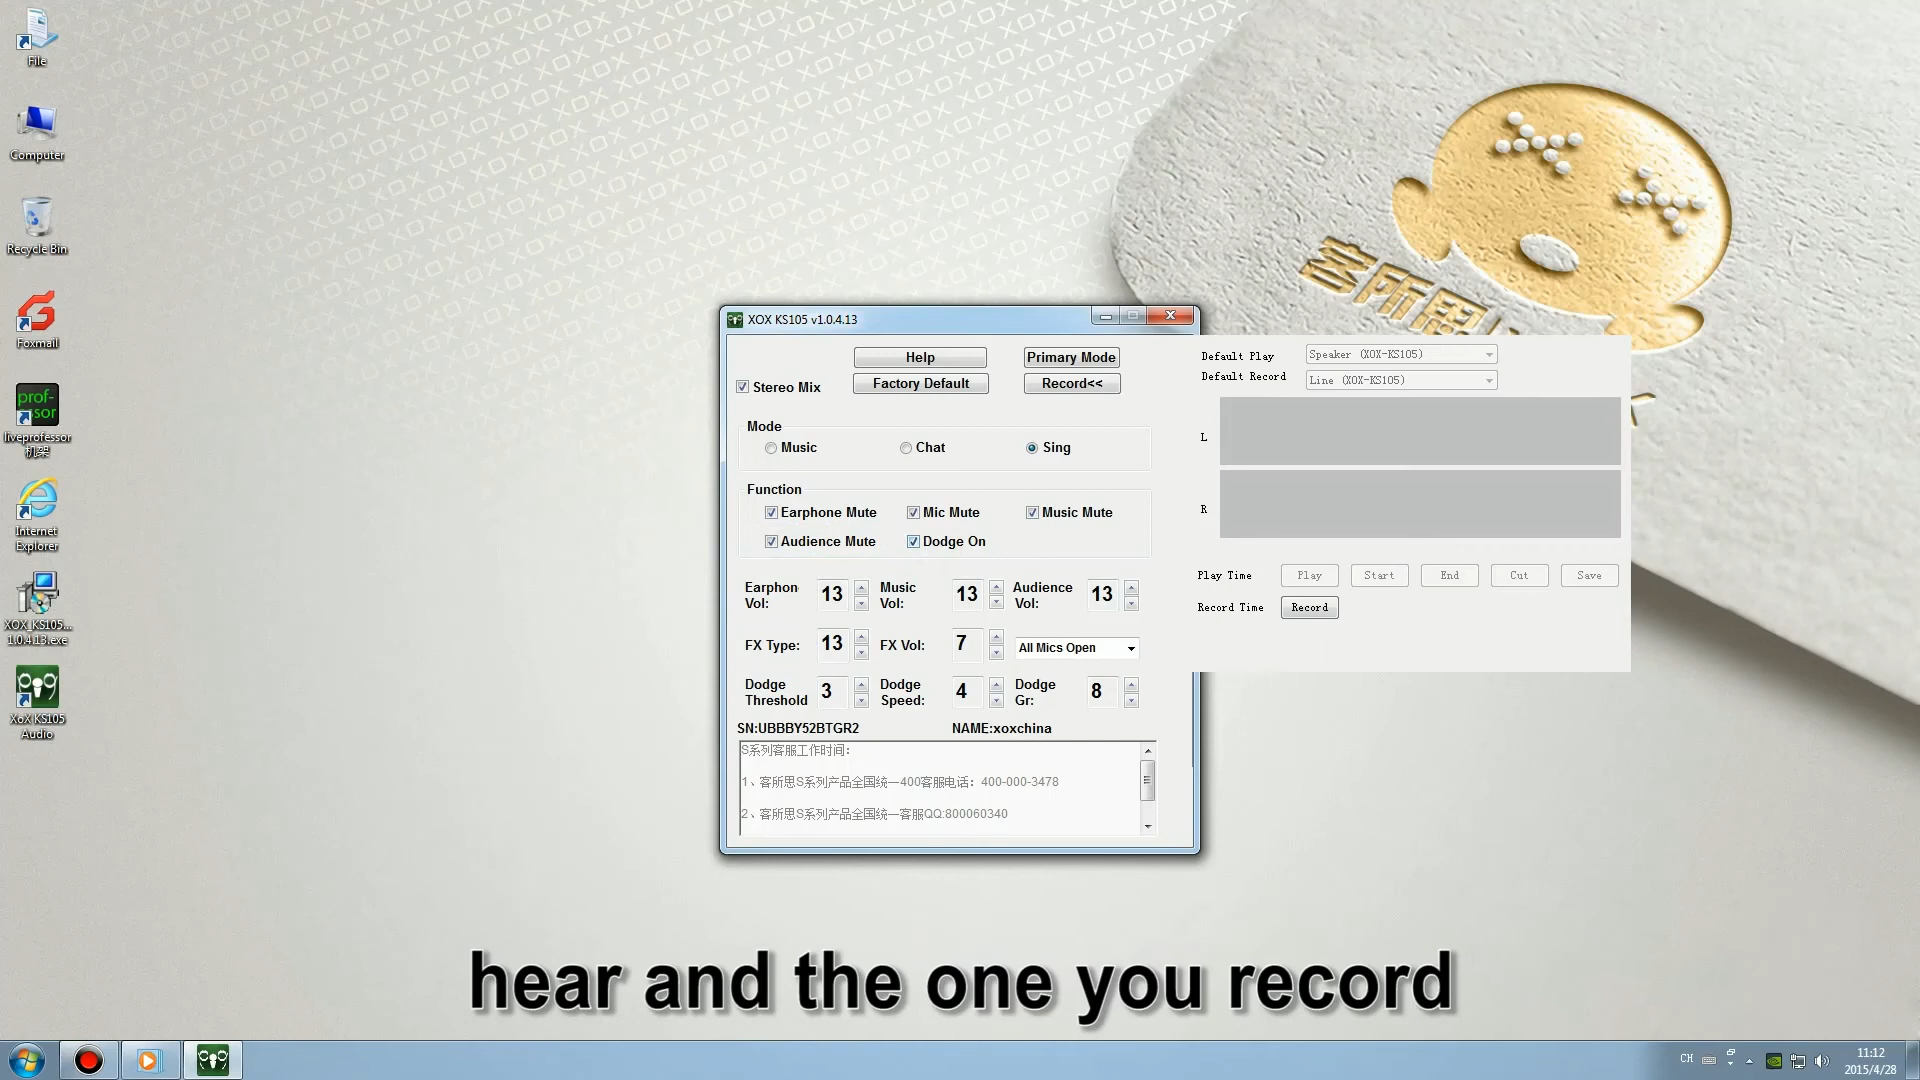 File
Computer
Recycle Bin
Foxmail
prof-
sor
liveprofessor
机架
Internet
Explorer
XOX_KS105...
1.0.4.13.exe
XoX KS105
Audio
客所思
XOX KS105 v1.0.4.13
Help
Primary Mode
Stereo Mix
Factory Default
Record<<
Mode
Music
Chat
Sing
Function
Earphone Mute
Mic Mute
Music Mute
Audience Mute
Dodge On
Earphon
Vol:
13
Music
Vol:
13
Audience
Vol:
13
FX Type:
13
FX Vol:
7
All Mics Open
Dodge
Threshold
3
Dodge
Speed:
4
Dodge
Gr:
8
SN:UBBBY52BTGR2
NAME:xoxchina
S系列客服工作时间:
1、客所思S系列产品全国统一400客服电话：400-000-3478
2、客所思S系列产品全国统一客服QQ:800060340
Default Play
Speaker (XOX-KS105)
Default Record
Line (XOX-KS105)
L
R
Play Time
Play
Start
End
Cut
Save
Record Time
Record
hear and the one you record
CH
11:12
2015/4/28